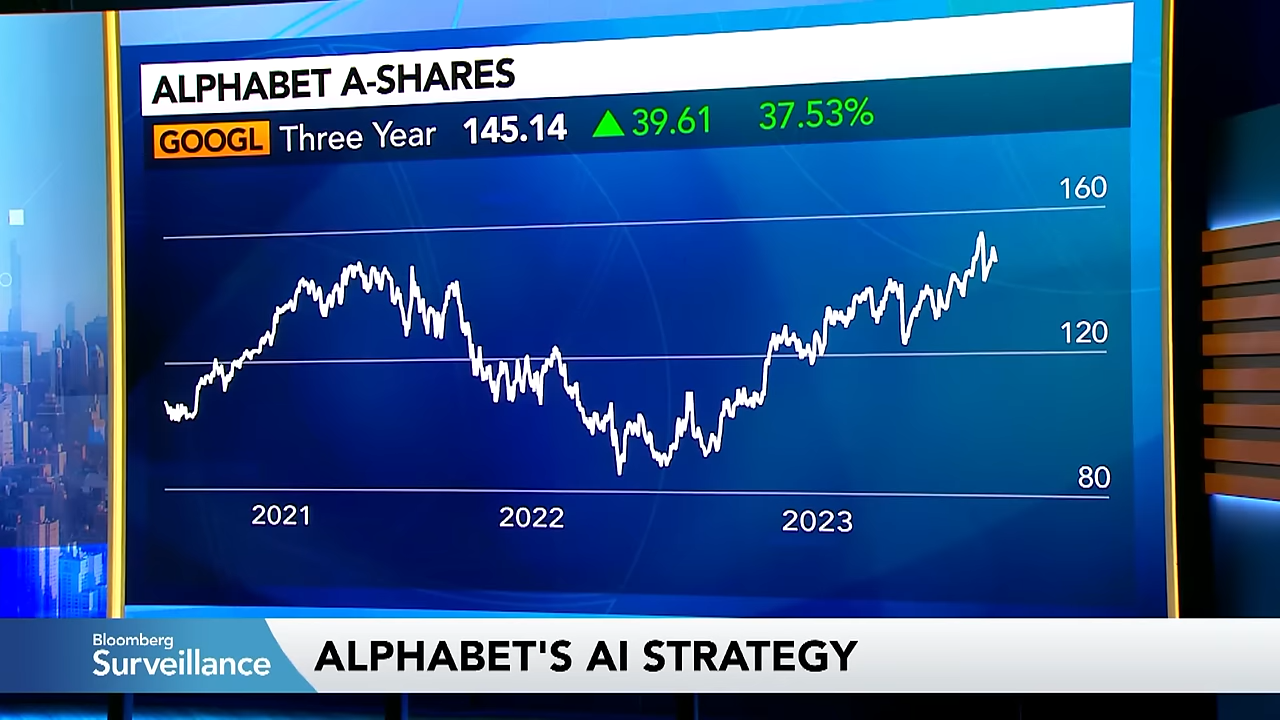 ALPHABET A-SHARES
GOOGL Three Year 145.14 ▲ 39.61 37.53%
160
120
80
2021 2022 2023
Bloomberg
Surveillance
ALPHABET'S AI STRATEGY